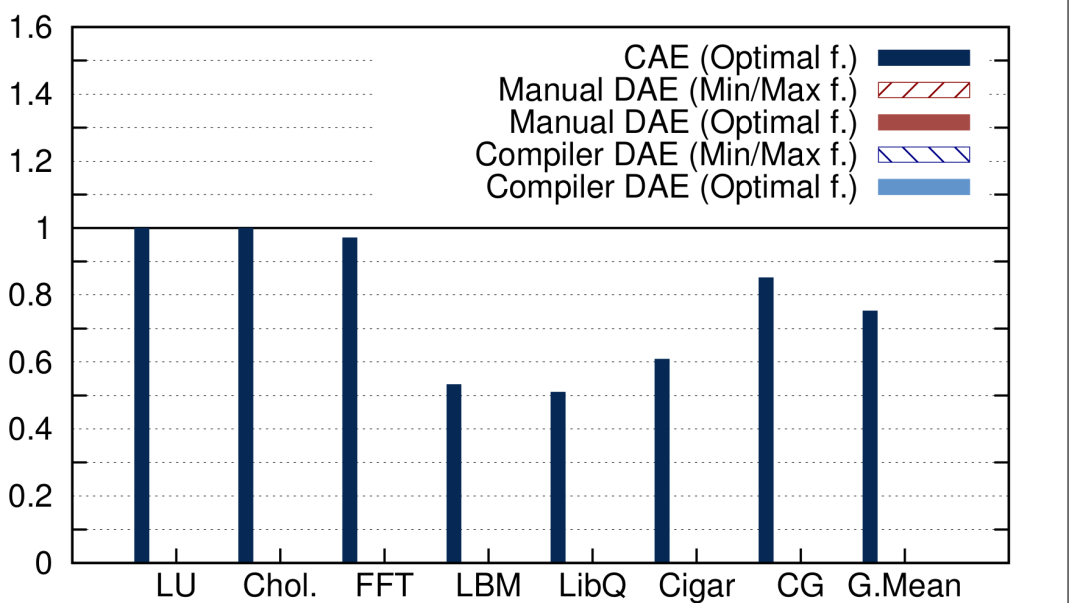 1.6
1.4
1.2
1
0.8
0.6
0.4
0.2
0
CAE (Optimal f.)
Manual DAE (Min/Max f.)
Manual DAE (Optimal f.)
Compiler DAE (Min/Max f.)
Compiler DAE (Optimal f.)
LU Chol. FFT LBM LibQ Cigar CG G.Mean